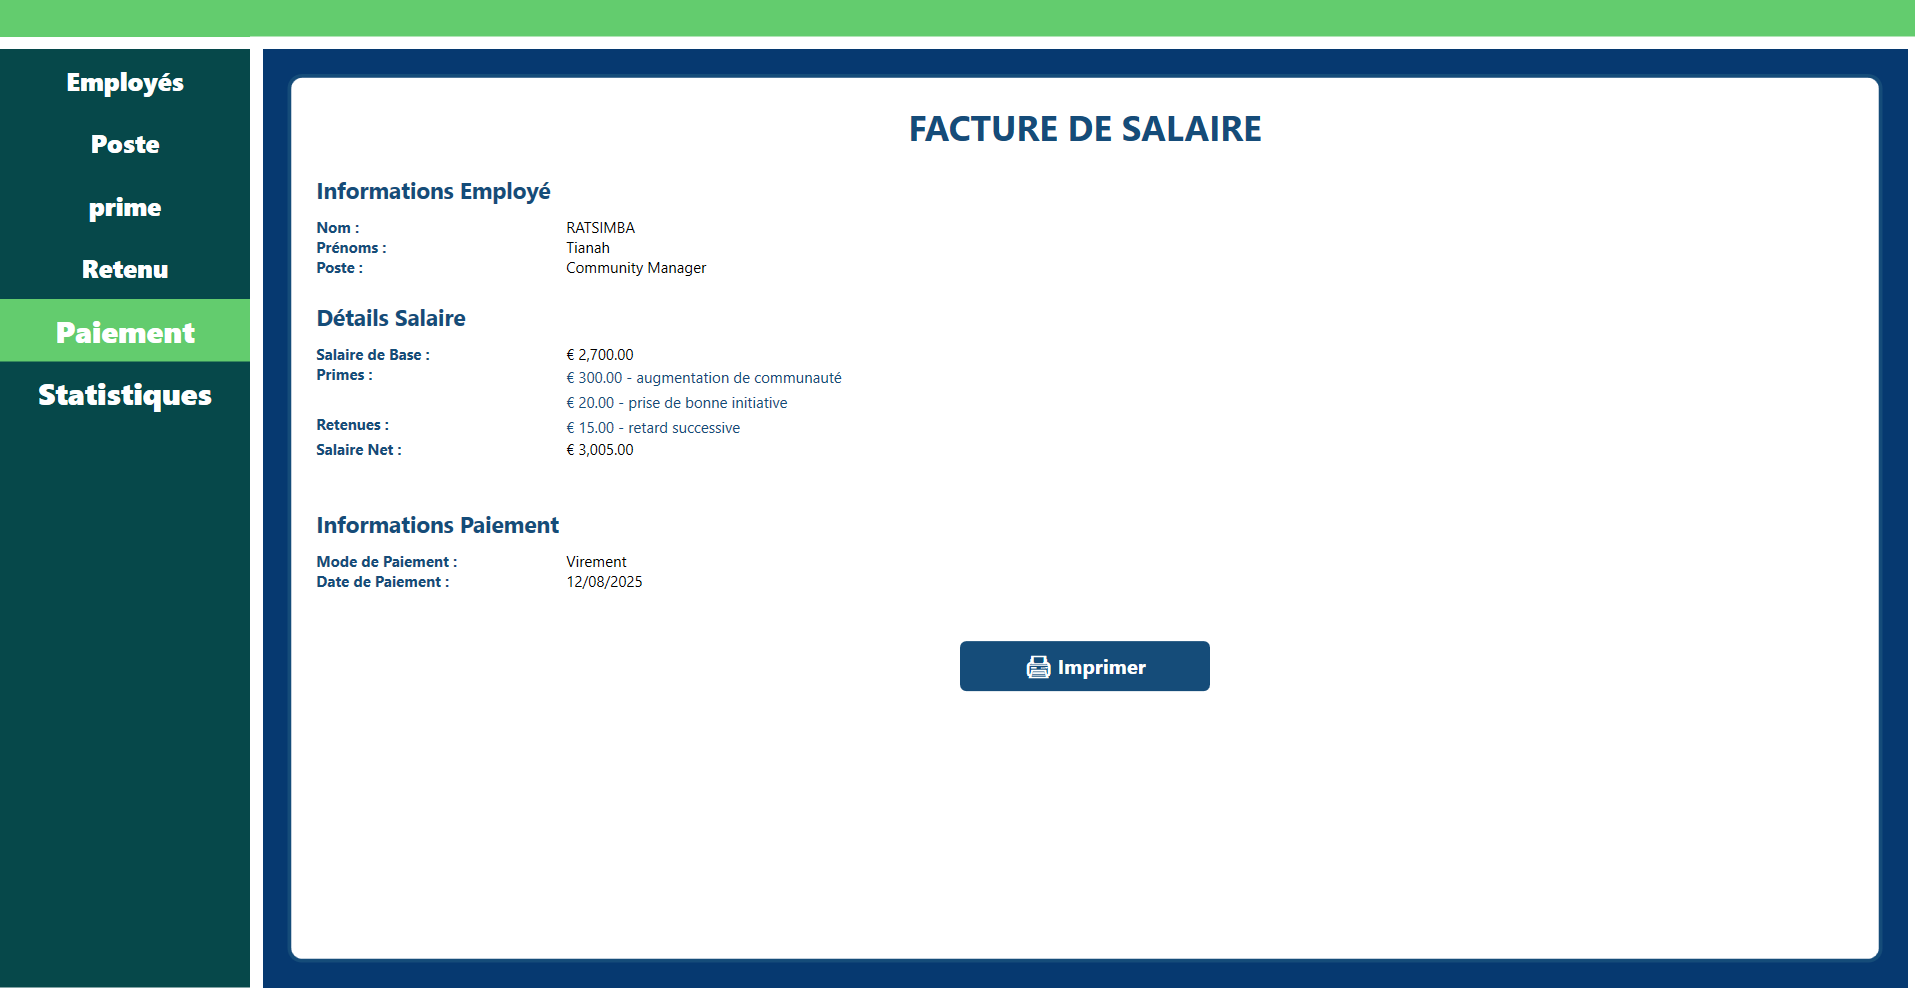 Employés
Poste
prime
Retenu
Paiement
Statistiques
FACTURE DE SALAIRE
Informations Employé
Nom : RATSIMBA
Prénoms : Tianah
Poste : Community Manager
Détails Salaire
Salaire de Base : € 2,700.00
Primes : € 300.00 - augmentation de communauté
€ 20.00 - prise de bonne initiative
Retenues : € 15.00 - retard successive
Salaire Net : € 3,005.00
Informations Paiement
Mode de Paiement : Virement
Date de Paiement : 12/08/2025
Imprimer